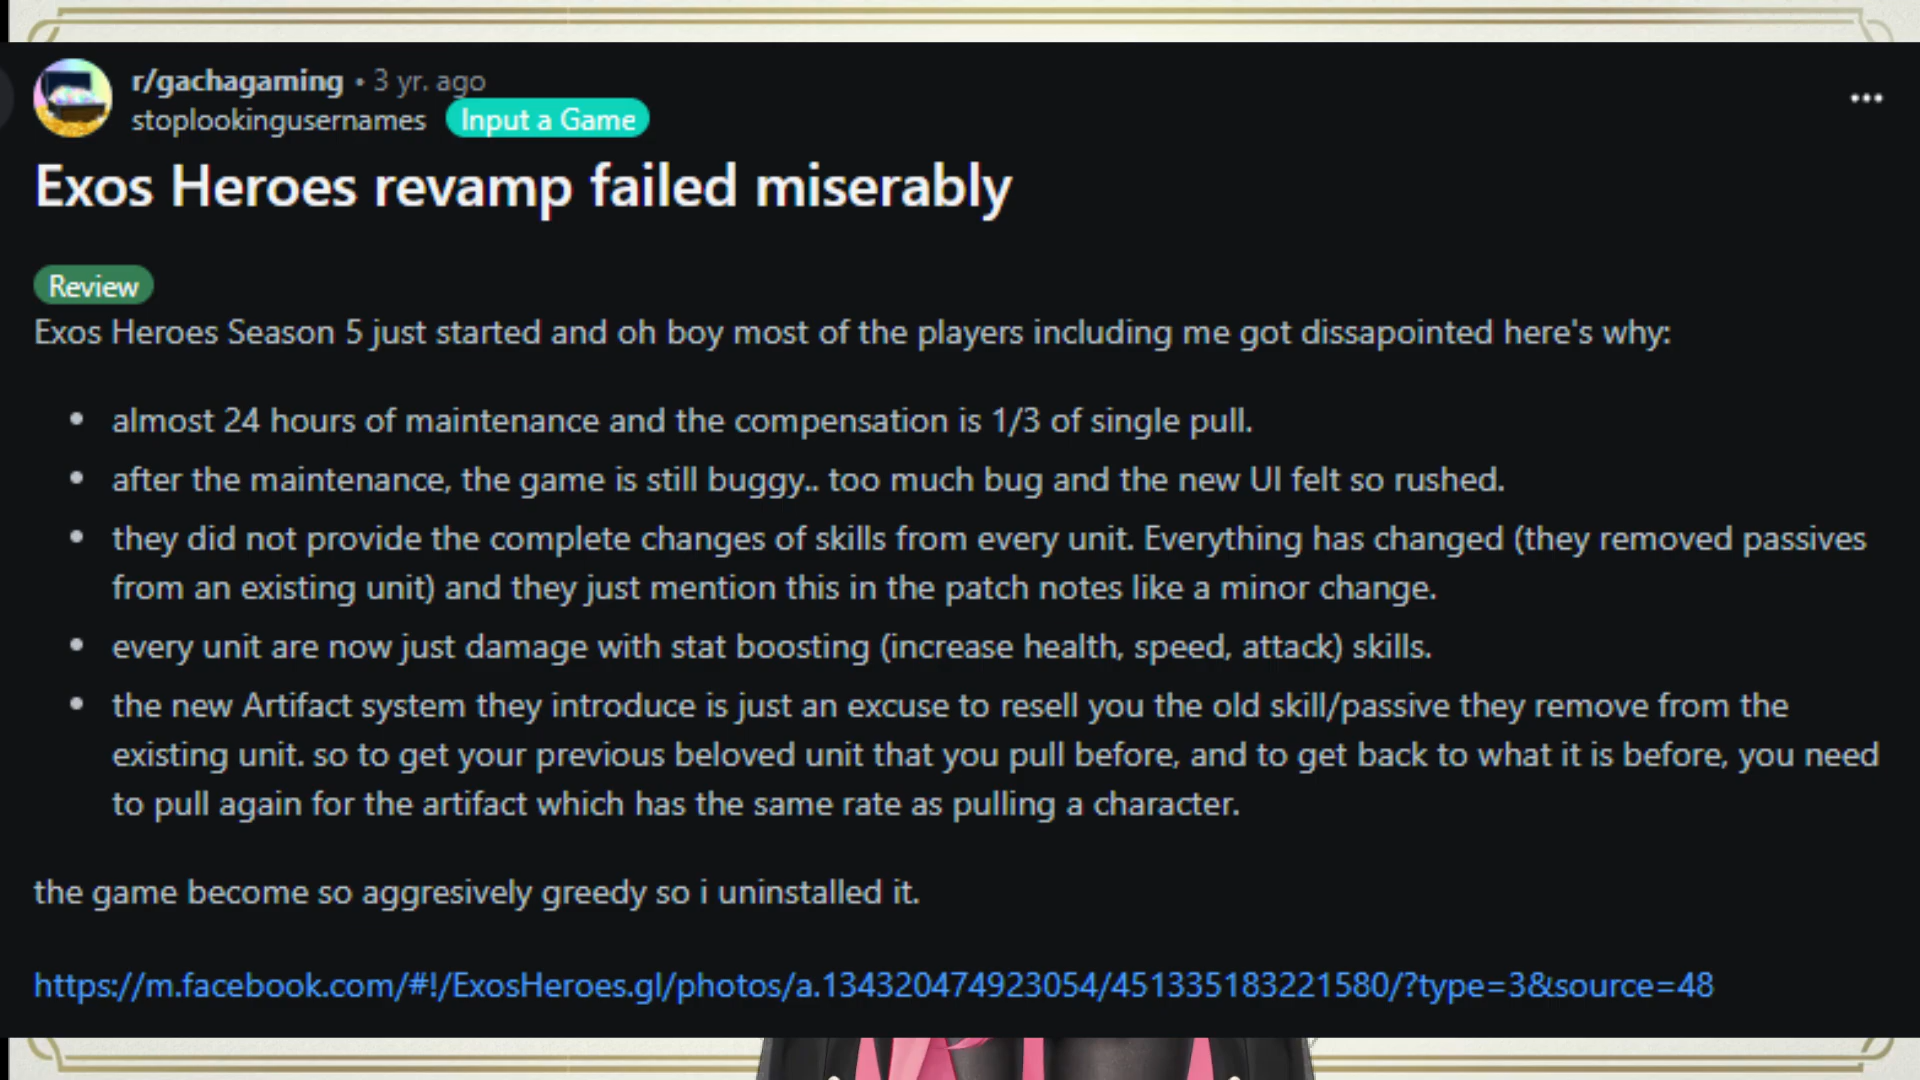 r/gachagaming • 3 yr. ago
stoplookingusernames Input a Game
Exos Heroes revamp failed miserably
Review
Exos Heroes Season 5 just started and oh boy most of the players including me got dissapointed here's why:
• almost 24 hours of maintenance and the compensation is 1/3 of single pull.
• after the maintenance, the game is still buggy.. too much bug and the new UI felt so rushed.
• they did not provide the complete changes of skills from every unit. Everything has changed (they removed passives
from an existing unit) and they just mention this in the patch notes like a minor change.
• every unit are now just damage with stat boosting (increase health, speed, attack) skills.
• the new Artifact system they introduce is just an excuse to resell you the old skill/passive they remove from the
existing unit. so to get your previous beloved unit that you pull before, and to get back to what it is before, you need
to pull again for the artifact which has the same rate as pulling a character.
the game become so aggresively greedy so i uninstalled it.
https://m.facebook.com/#!/ExosHeroes.gl/photos/a.134320474923054/451335183221580/?type=3&source=48